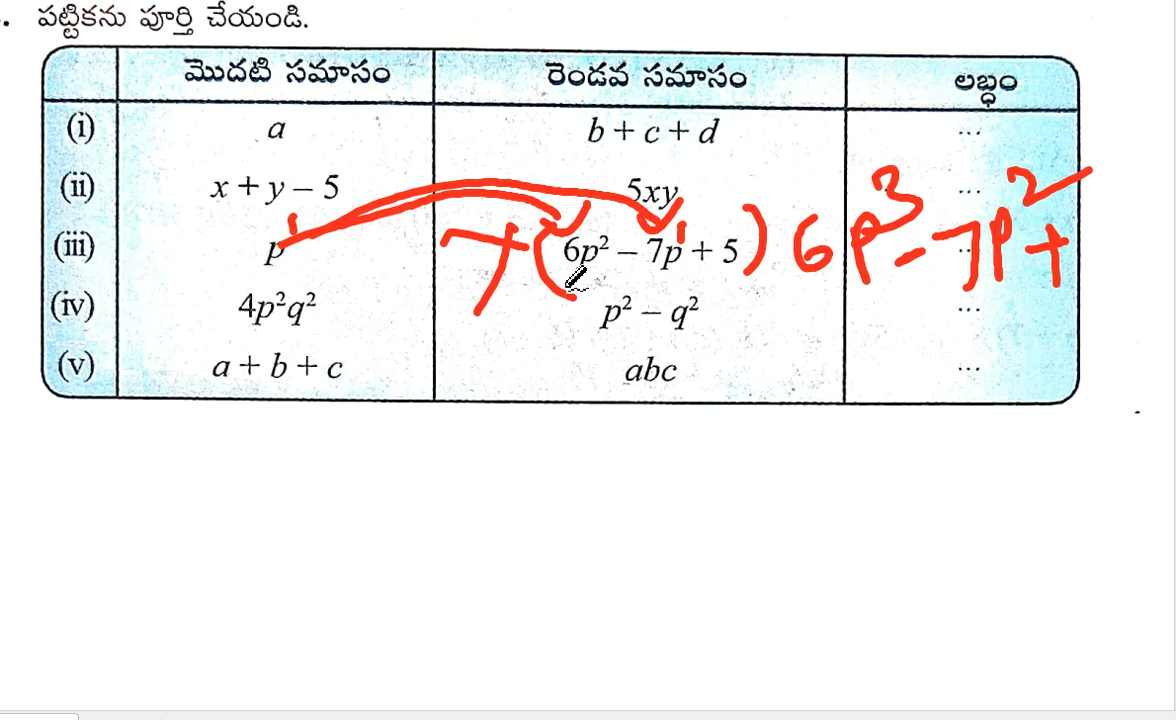 . పట్టికను పూర్తి చేయండి.
మొదటి సమాసం రెండవ సమాసం లబ్ధం
(i) a b + c + d ...
(ii) x + y – 5 5xy ...
(iii) p 6p² – 7p + 5 ) 6p³ - 7p² +
(iv) 4p²q² p² – q² ...
(v) a + b + c abc ...